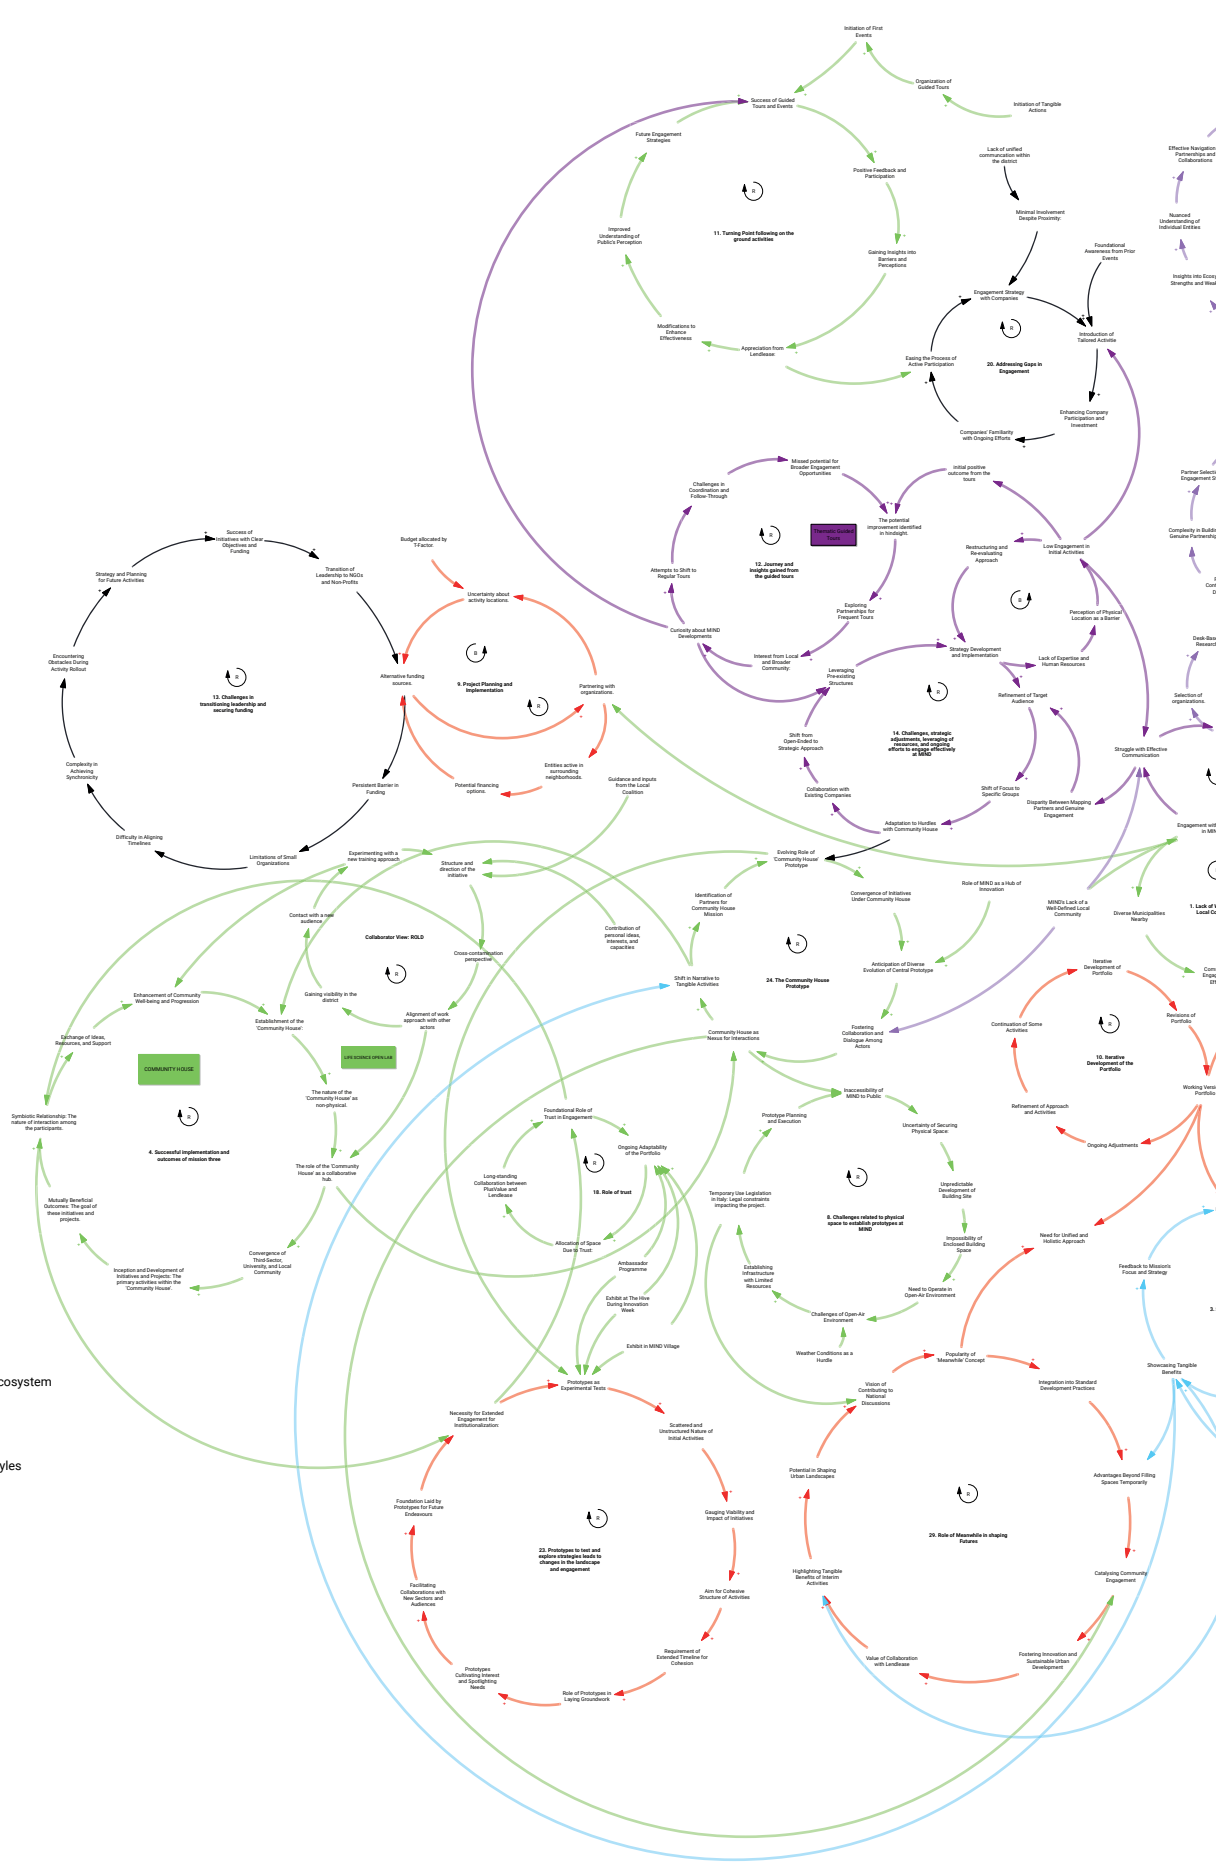 Initiation of First
Events
Organization of
Guided Tours
Initiation of Tangible
Actions
Success of Guided
Tours and Events
Future Engagement
Strategies
Positive Feedback and
Participation
R
11. Turning Point following on the
ground activities
Improved
Understanding of
Public's Perception
Gaining Insights into
Barriers and
Perceptions
Modifications to
Enhance
Effectiveness
Appreciation from
Lendlease:
Lack of unified
communcation within
the district
Minimal Involvement
Despite Proximity:
Foundational
Awareness from Prior
Events
Engagement Strategy
with Companies
R
Introduction of
Tailored Activitie
20. Addressing Gaps in
Engagement
Easing the Process of
Active Participation
Enhancing Company
Participation and
Investment
Companies' Familiarity
with Ongoing Efforts
Effective Navigation
Partnerships and
Collaborations
Nuanced
Understanding of
Individual Entities
Insights into Ecosy
Strengths and Weak
Missed potential for
Broader Engagement
Opportunities
initial positive
outcome from the
tours
Challenges in
Coordination and
Follow-Through
The potential
improvement identified
in hindsight
Thematic Guided
Tours
R
12. Journey and
insights gained from
the guided tours
Attempts to Shift to
Regular Tours
Exploring
Partnerships for
Frequent Tours
Curiosity about MIND
Developments
Interest from Local
and Broader
Community:
Restructuring and
Re-evaluating
Approach
Low Engagement in
Initial Activities
B
Perception of Physical
Location as a Barrier
Strategy Development
and Implementation
Lack of Expertise and
Human Resources
Leveraging
Pre-existing
Structures
Refinement of Target
Audience
R
14. Challenges, strategic
adjustments, leveraging of
resources, and ongoing
efforts to engage effectively
at MIND
Shift from
Open-Ended to
Strategic Approach
Collaboration with
Existing Companies
Shift of Focus to
Specific Groups
Disparity Between Mapping
Partners and Genuine
Engagement
Adaptation to Hurdles
with Community House
Struggle with Effective
Communication
Partner Selecti
Engagement St
Complexity in Buildin
Genuine Partnership
Desk-Base
Research
Selection of
organizations.
Engagement with
in MIN
Success of
Initiatives with Clear
Objectives and
Funding
Transition of
Leadership to NGOs
and Non-Profits
Strategy and Planning
for Future Activities
Encountering
Obstacles During
Activity Rollout
R
13. Challenges in
transitioning leadership and
securing funding
Alternative funding
sources.
Complexity in
Achieving
Synchronicity
Persistent Barrier in
Funding
Difficulty in Aligning
Timelines
Limitations of Small
Organizations
Budget allocated by
T-Factor.
Uncertainty about
activity locations.
B
9. Project Planning and
Implementation
R
Partnering with
organizations.
Entities active in
surrounding
neighborhoods.
Potential financing
options.
Guidance and inputs
from the Local
Coalition
Experimenting with a
new training approach
Structure and
direction of the
initiative
Contact with a new
audience
Collaborator View: ROLD
R
Cross-contamination
perspective
Contribution of
personal ideas,
interests, and
capacities
Gaining visibility in the
district
Alignment of work
approach with other
actors
Enhancement of Community
Well-being and Progression
Establishment of the
'Community House':
Exchange of Ideas,
Resources, and Support
COMMUNITY HOUSE
LIFE SCIENCE OPEN LAB
The nature of the
'Community House' as
non-physical.
Symbiotic Relationship: The
nature of interaction among
the participants.
R
4. Successful implementation and
outcomes of mission three
The role of the 'Community
House' as a collaborative
hub.
Mutually Beneficial
Outcomes: The goal of
these initiatives and
projects.
Convergence of
Third-Sector,
University, and Local
Community
Inception and Development of
Initiatives and Projects: The
primary activities within the
'Community House'.
Evolving Role of
'Community House'
Prototype
Identification of
Partners for
Community House
Mission
Convergence of Initiatives
Under Community House
Role of MIND as a Hub of
Innovation
R
24. The Community House
Prototype
Anticipation of Diverse
Evolution of Central Prototype
Shift in Narrative to
Tangible Activities
Community House as
Nexus for Interactions
Fostering
Collaboration and
Dialogue Among
Actors
MIND's Lack of a
Well-Defined Local
Community
Diverse Municipalities
Nearby
Iterative
Development of
Portfolio
Revisions of
Portfolio
Continuation of Some
Activities
R
10. Iterative
Development of the
Portfolio
Working Versi
Portfolio
Refinement of Approach
and Activities
Ongoing Adjustments
Need for Unified and
Holistic Approach
Inaccessibility of
MIND to Public
Prototype Planning
and Execution
Uncertainty of Securing
Physical Space:
Unpredictable
Development of
Building Site
R
8. Challenges related to physical
space to establish prototypes at
MIND
Temporary Use Legislation
in Italy: Legal constraints
impacting the project.
Impossibility of
Enclosed Building
Space
Establishing
Infrastructure
with Limited
Resources
Need to Operate in
Open-Air Environment
Challenges of Open-Air
Environment
Weather Conditions as a
Hurdle
Foundational Role of
Trust in Engagement
Ongoing Adaptability
of the Portfolio
R
18. Role of trust
Long-standing
Collaboration between
PlusValue and
Lendlease
Allocation of Space
Due to Trust:
Ambassador
Programme
Exhibit at The Hive
During Innovation
Week
Exhibit in MIND Village
Prototypes as
Experimental Tests
Necessity for Extended
Engagement for
Institutionalization:
Scattered and
Unstructured Nature of
Initial Activities
Foundation Laid by
Prototypes for Future
Endeavours
R
23. Prototypes to test and
explore strategies leads to
changes in the landscape
and engagement
Gauging Viability and
Impact of Initiatives
Facilitating
Collaborations with
New Sectors and
Audiences
Aim for Cohesive
Structure of Activities
Requirement of
Extended Timeline for
Cohesion
Prototypes
Cultivating Interest
and Spotlighting
Needs
Role of Prototypes in
Laying Groundwork
Popularity of
'Meanwhile' Concept
Vision of
Contributing to
National
Discussions
Integration into Standard
Development Practices
Potential in Shaping
Urban Landscapes
R
29. Role of Meanwhile in shaping
Futures
Advantages Beyond Filling
Spaces Temporarily
Highlighting Tangible
Benefits of Interim
Activities
Catalysing Community
Engagement
Value of Collaboration
with Lendlease
Fostering Innovation and
Sustainable Urban
Development
Feedback to Mission's
Focus and Strategy
Showcasing Tangible
Benefits
cosystem
yles